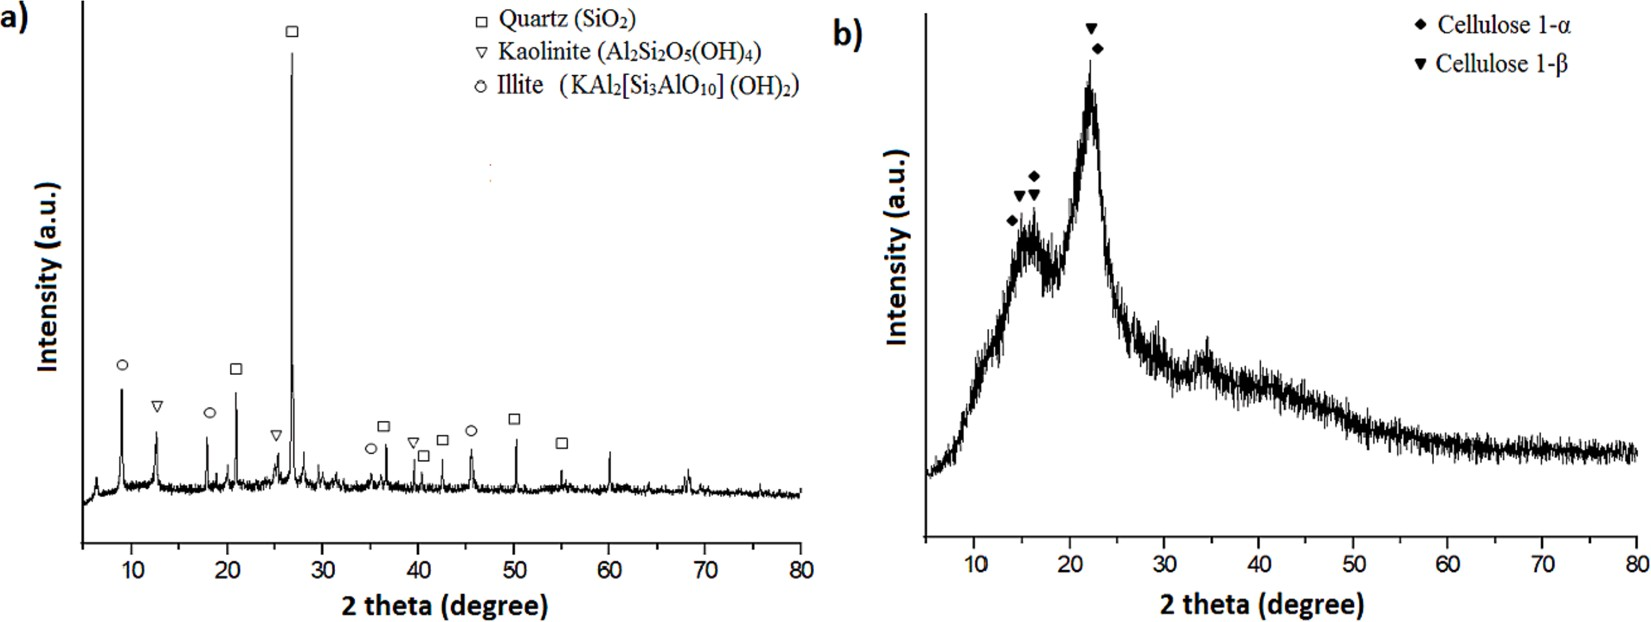 a)
□ Quartz (SiO₂)
▽ Kaolinite (Al₂Si₂O₅(OH)₄)
○ Illite (KAl₂[Si₃AlO₁₀] (OH)₂)
Intensity (a.u.)
10 20 30 40 50 60 70 80
2 theta (degree)
b)
◆ Cellulose 1-α
▼ Cellulose 1-β
Intensity (a.u.)
10 20 30 40 50 60 70 80
2 theta (degree)